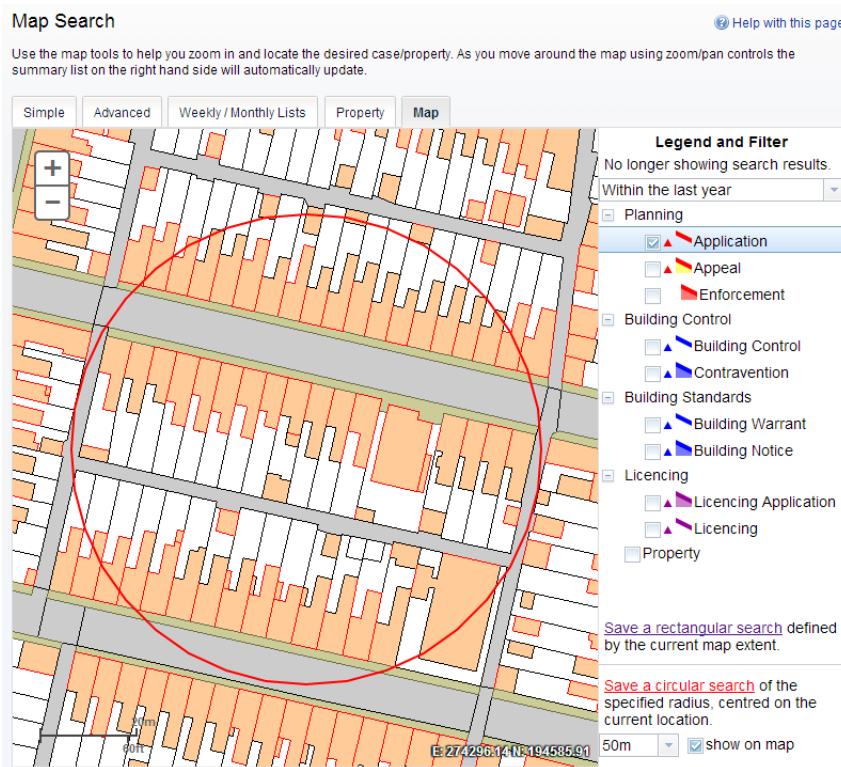 Map Search
Help with this page
Use the map tools to help you zoom in and locate the desired case/property. As you move around the map using zoom/pan controls the
summary list on the right hand side will automatically update.
Simple
Advanced
Weekly / Monthly Lists
Property
Map
+
−
20m
60ft
E: 274296.14 N: 194585.91
Legend and Filter
No longer showing search results.
Within the last year
Planning
Application
Appeal
Enforcement
Building Control
Building Control
Contravention
Building Standards
Building Warrant
Building Notice
Licencing
Licencing Application
Licencing
Property
Save a rectangular search defined
by the current map extent.
Save a circular search of the
specified radius, centred on the
current location.
50m
show on map